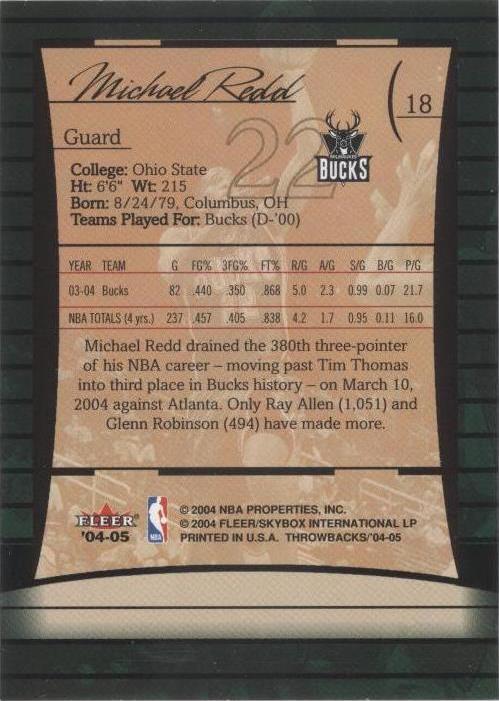 Michael Redd
18
Guard
22
MILWAUKEE
BUCKS
College: Ohio State
Ht: 6'6" Wt: 215
Born: 8/24/79, Columbus, OH
Teams Played For: Bucks (D-'00)
YEAR TEAM G FG% 3FG% FT% R/G A/G S/G B/G P/G
03-04 Bucks 82 .440 .350 .868 5.0 2.3 0.99 0.07 21.7
NBA TOTALS (4 yrs.) 237 .457 .405 .838 4.2 1.7 0.95 0.11 16.0
Michael Redd drained the 380th three-pointer
of his NBA career – moving past Tim Thomas
into third place in Bucks history – on March 10,
2004 against Atlanta. Only Ray Allen (1,051) and
Glenn Robinson (494) have made more.
FLEER
'04-05
NBA
© 2004 NBA PROPERTIES, INC.
© 2004 FLEER/SKYBOX INTERNATIONAL LP
PRINTED IN U.S.A. THROWBACKS/'04-05